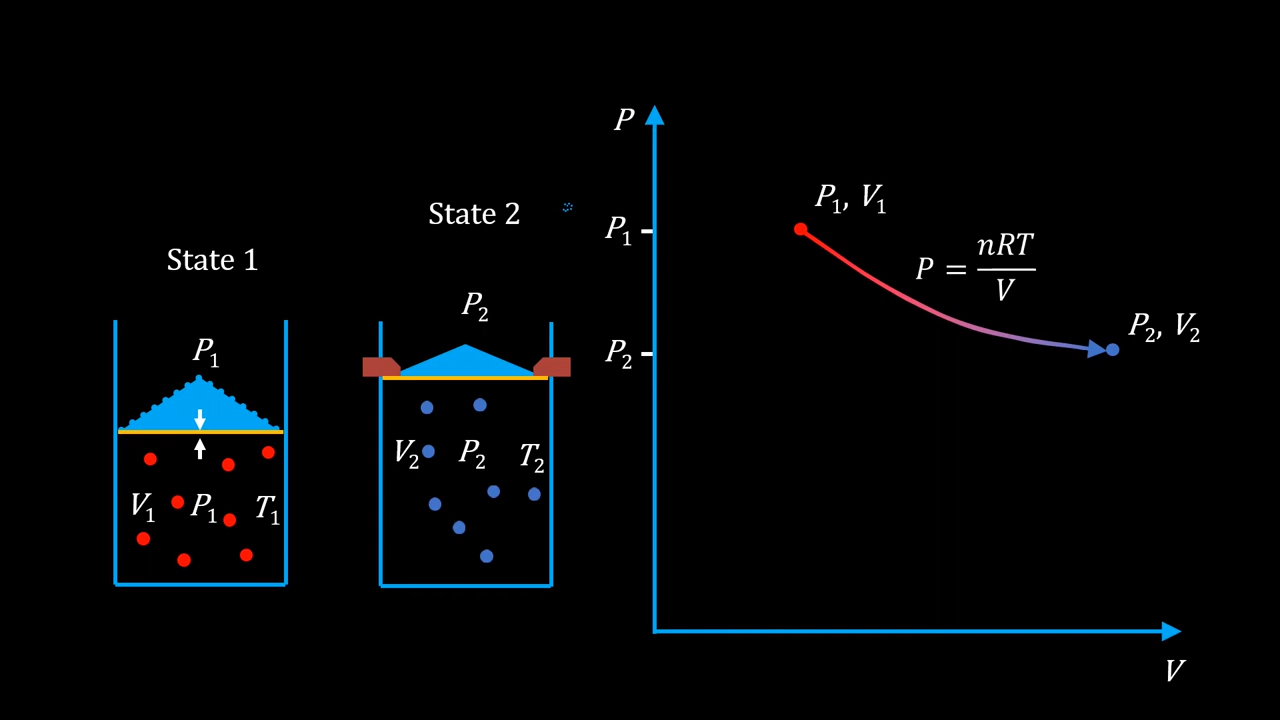 State 1
P₁
V₁ P₁ T₁
State 2
P₂
V₂ P₂ T₂
P
P₁
P₂
P₁, V₁
P = nRT/V
P₂, V₂
V